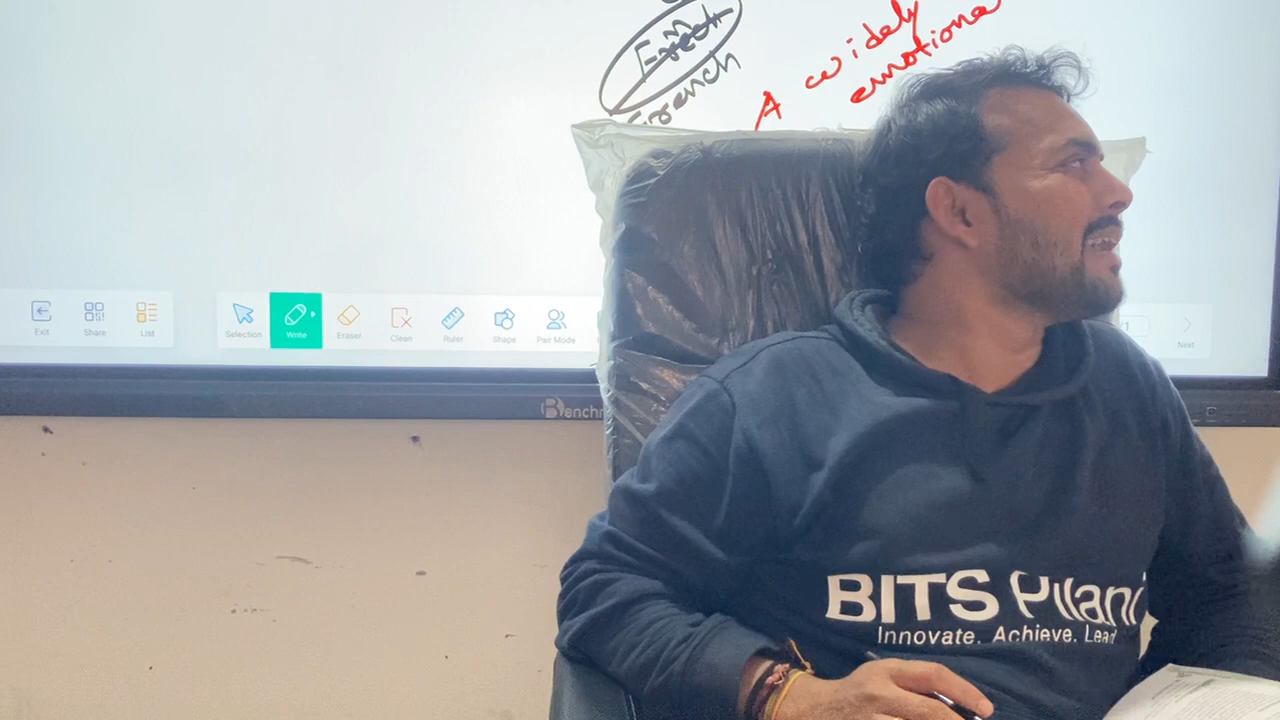 French
A widely
emotional
Exit
Share
List
Selection
Write
Eraser
Clean
Ruler
Shape
Pair Mode
Next
BITS Pilani
Innovate. Achieve. Lead